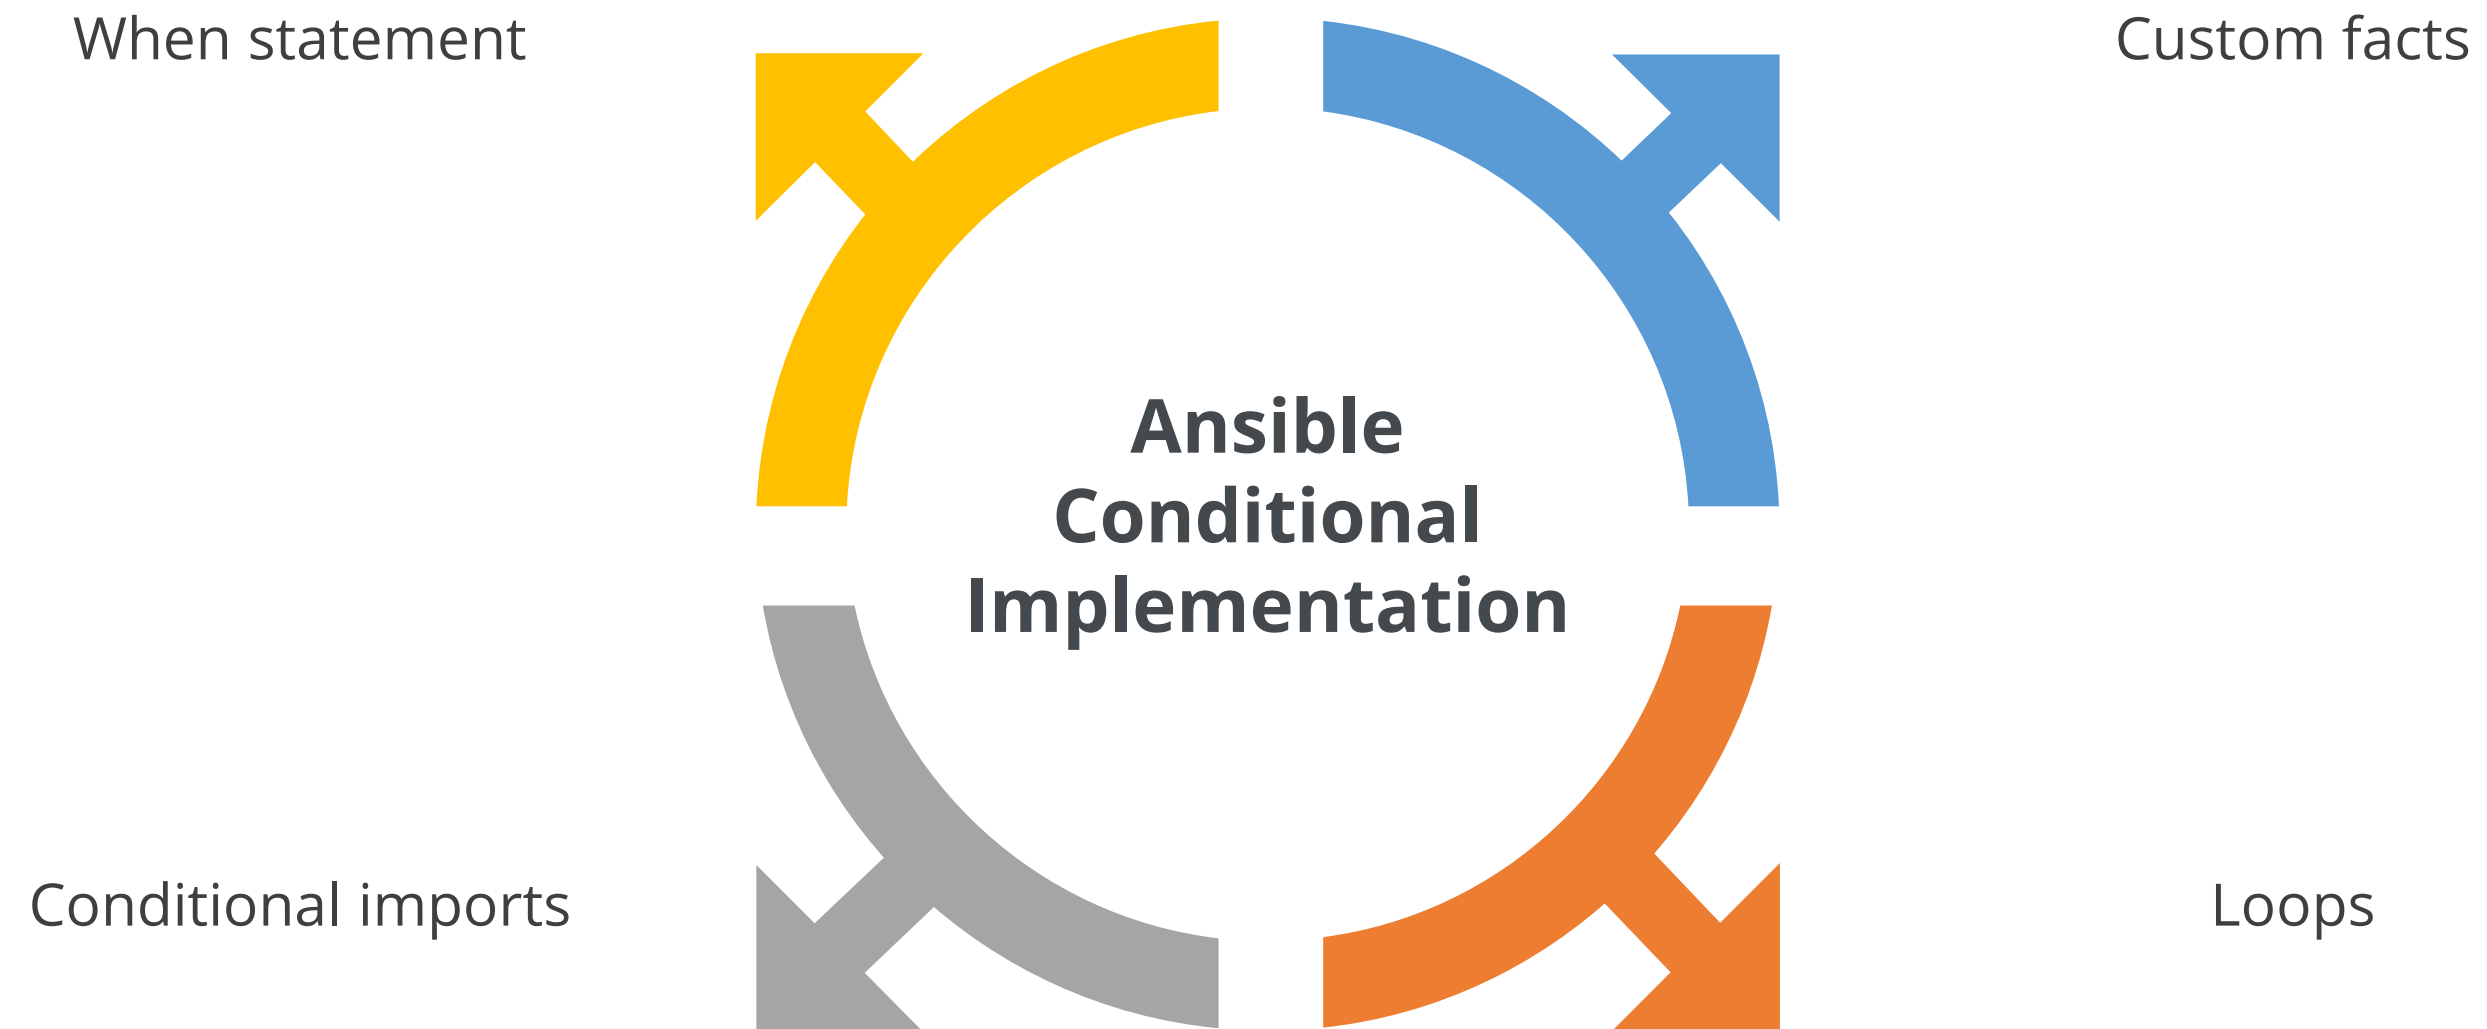 When statement
Custom facts
Ansible
Conditional
Implementation
Conditional imports
Loops